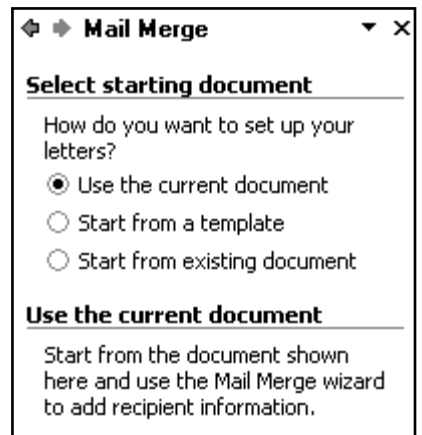 Mail Merge
Select starting document
How do you want to set up your
letters?
Use the current document
Start from a template
Start from existing document
Use the current document
Start from the document shown
here and use the Mail Merge wizard
to add recipient information.